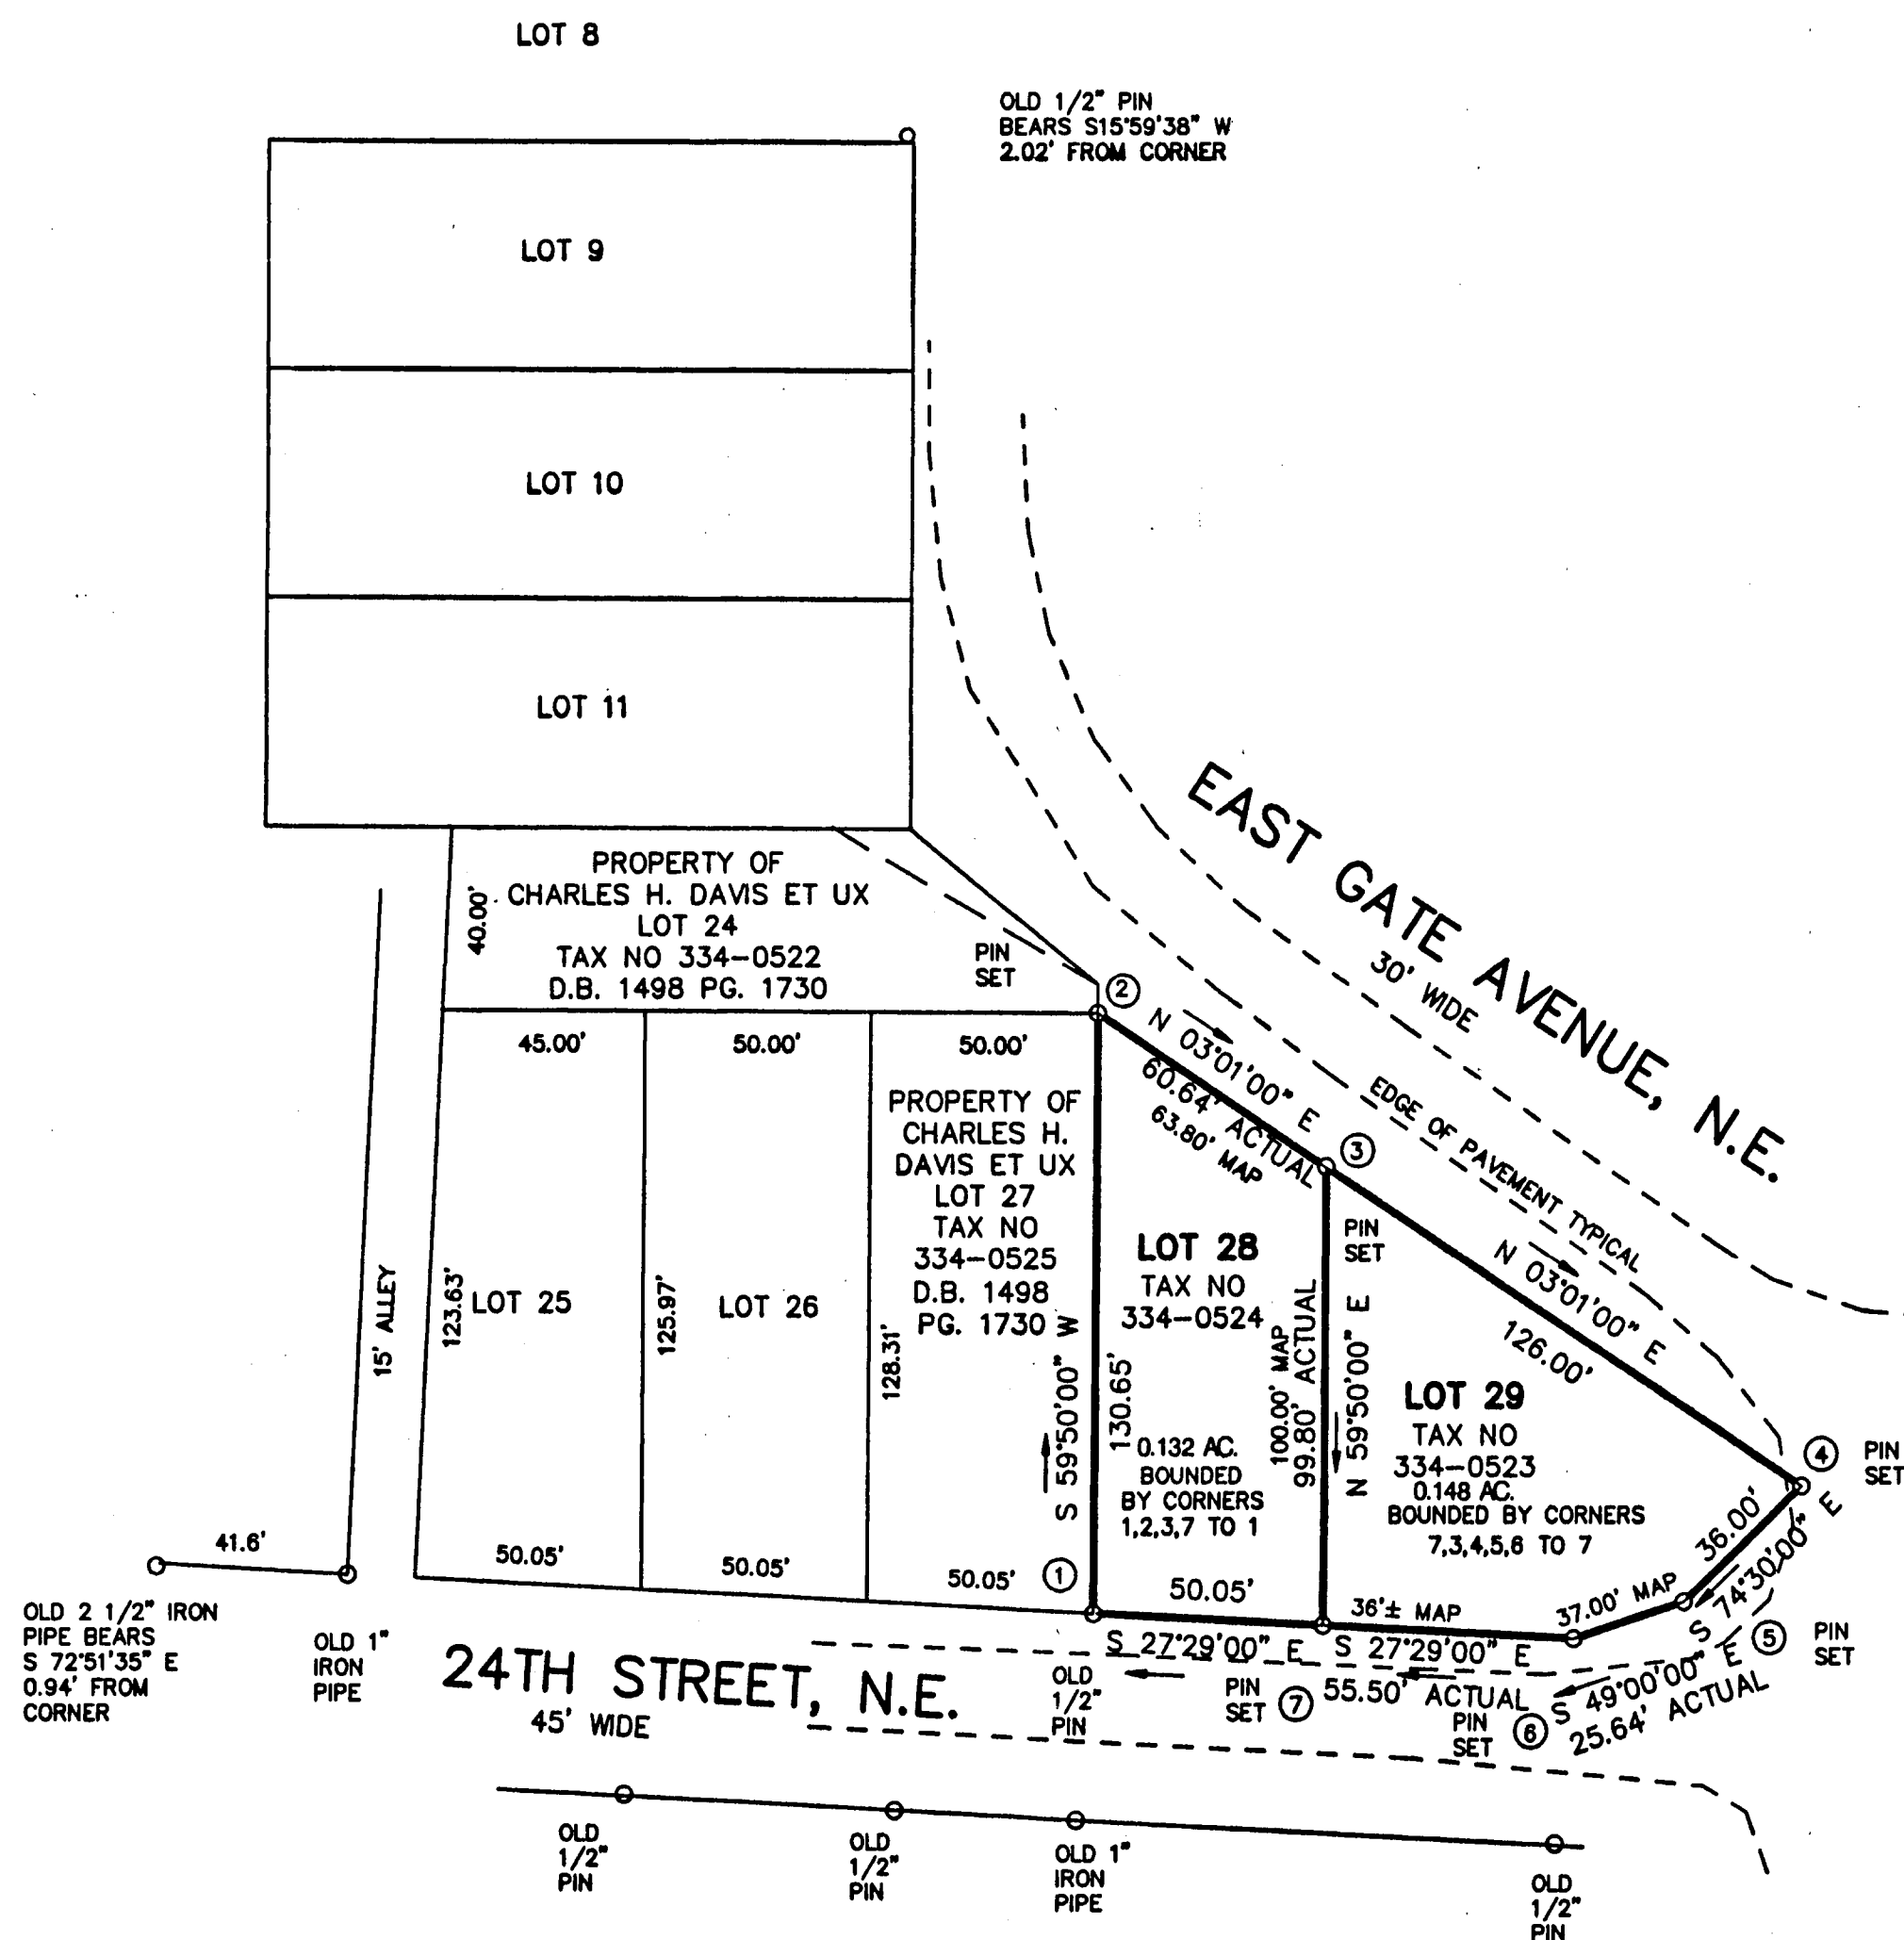 LOT 8
OLD 1/2" PIN
BEARS S15°59'38" W
2.02' FROM CORNER
LOT 9
LOT 10
LOT 11
EAST GATE AVENUE, N.E.
30' WIDE
EDGE OF PAVEMENT TYPICAL
PROPERTY OF
CHARLES H. DAVIS ET UX
LOT 24
TAX NO 334-0522
D.B. 1498 PG. 1730
40.00'
PIN
SET
2
N 03°01'00" E
60.64' ACTUAL
63.80' MAP
3
PIN
SET
N 03°01'00" E
126.00'
45.00'
50.00'
50.00'
PROPERTY OF
CHARLES H.
DAVIS ET UX
LOT 27
TAX NO
334-0525
D.B. 1498
PG. 1730
15' ALLEY
123.63'
LOT 25
125.97'
LOT 26
128.31'
S 59°50'00" W
130.65'
LOT 28
TAX NO
334-0524
0.132 AC.
BOUNDED
BY CORNERS
1,2,3,7 TO 1
100.00' MAP
99.80' ACTUAL
N 59°50'00" E
LOT 29
TAX NO
334-0523
0.148 AC.
BOUNDED BY CORNERS
7,3,4,5,6 TO 7
4
PIN
SET
36.00'
S 74°30'00" E
5
PIN
SET
41.6'
50.05'
50.05'
50.05'
1
50.05'
36'± MAP
37.00' MAP
S 27°29'00" E
S 27°29'00" E
55.50' ACTUAL
S 49°00'00" E
25.64' ACTUAL
OLD 2 1/2" IRON
PIPE BEARS
S 72°51'35" E
0.94' FROM
CORNER
OLD 1"
IRON
PIPE
24TH STREET, N.E.
45' WIDE
OLD
1/2"
PIN
PIN
SET
7
PIN
SET
6
OLD
1/2"
PIN
OLD
1/2"
PIN
OLD 1"
IRON
PIPE
OLD
1/2"
PIN